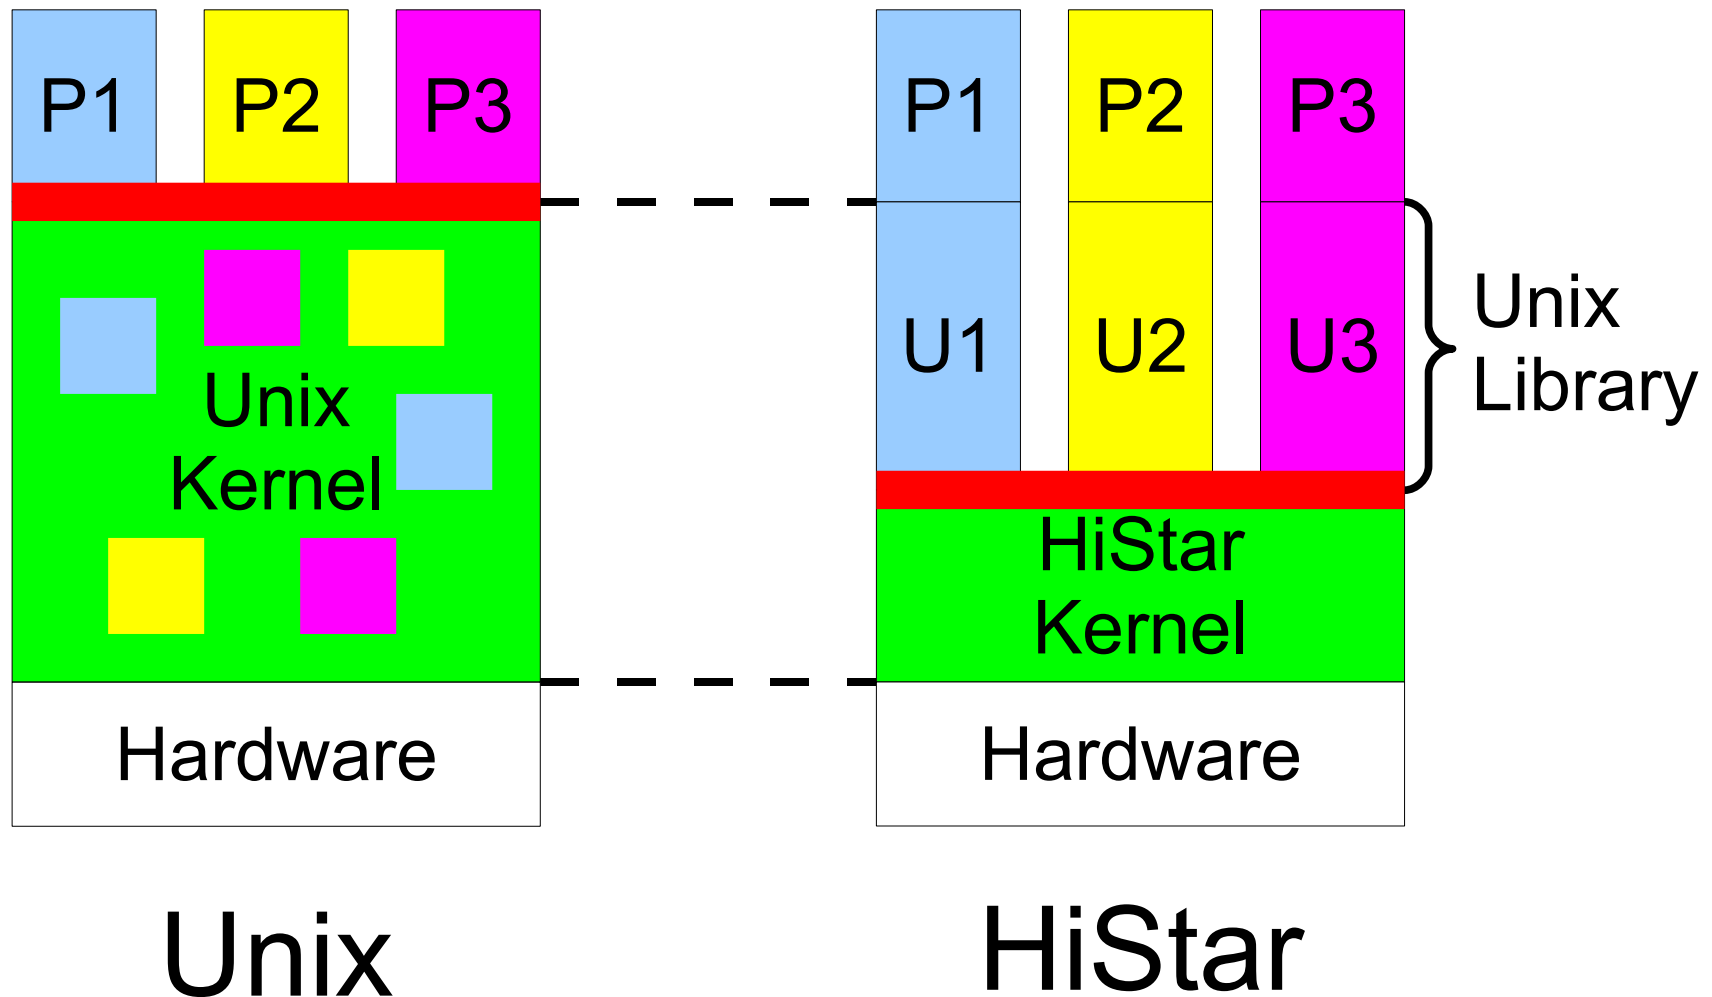 P1
P2
P3
Unix
Kernel
Hardware
Unix
P1
P2
P3
U1
U2
U3
Unix
Library
HiStar
Kernel
Hardware
HiStar